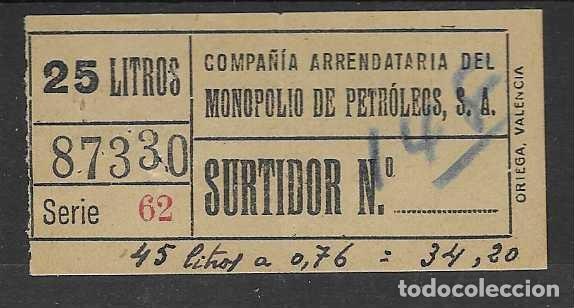 25 LITROS
87330
Serie 62
COMPAÑÍA ARRENDATARIA DEL
MONOPOLIO DE PETRÓLEOS, S. A.
SURTIDOR N.º
ORTEGA, VALENCIA
45 litros a 0,76 = 34,20
todocoleccion